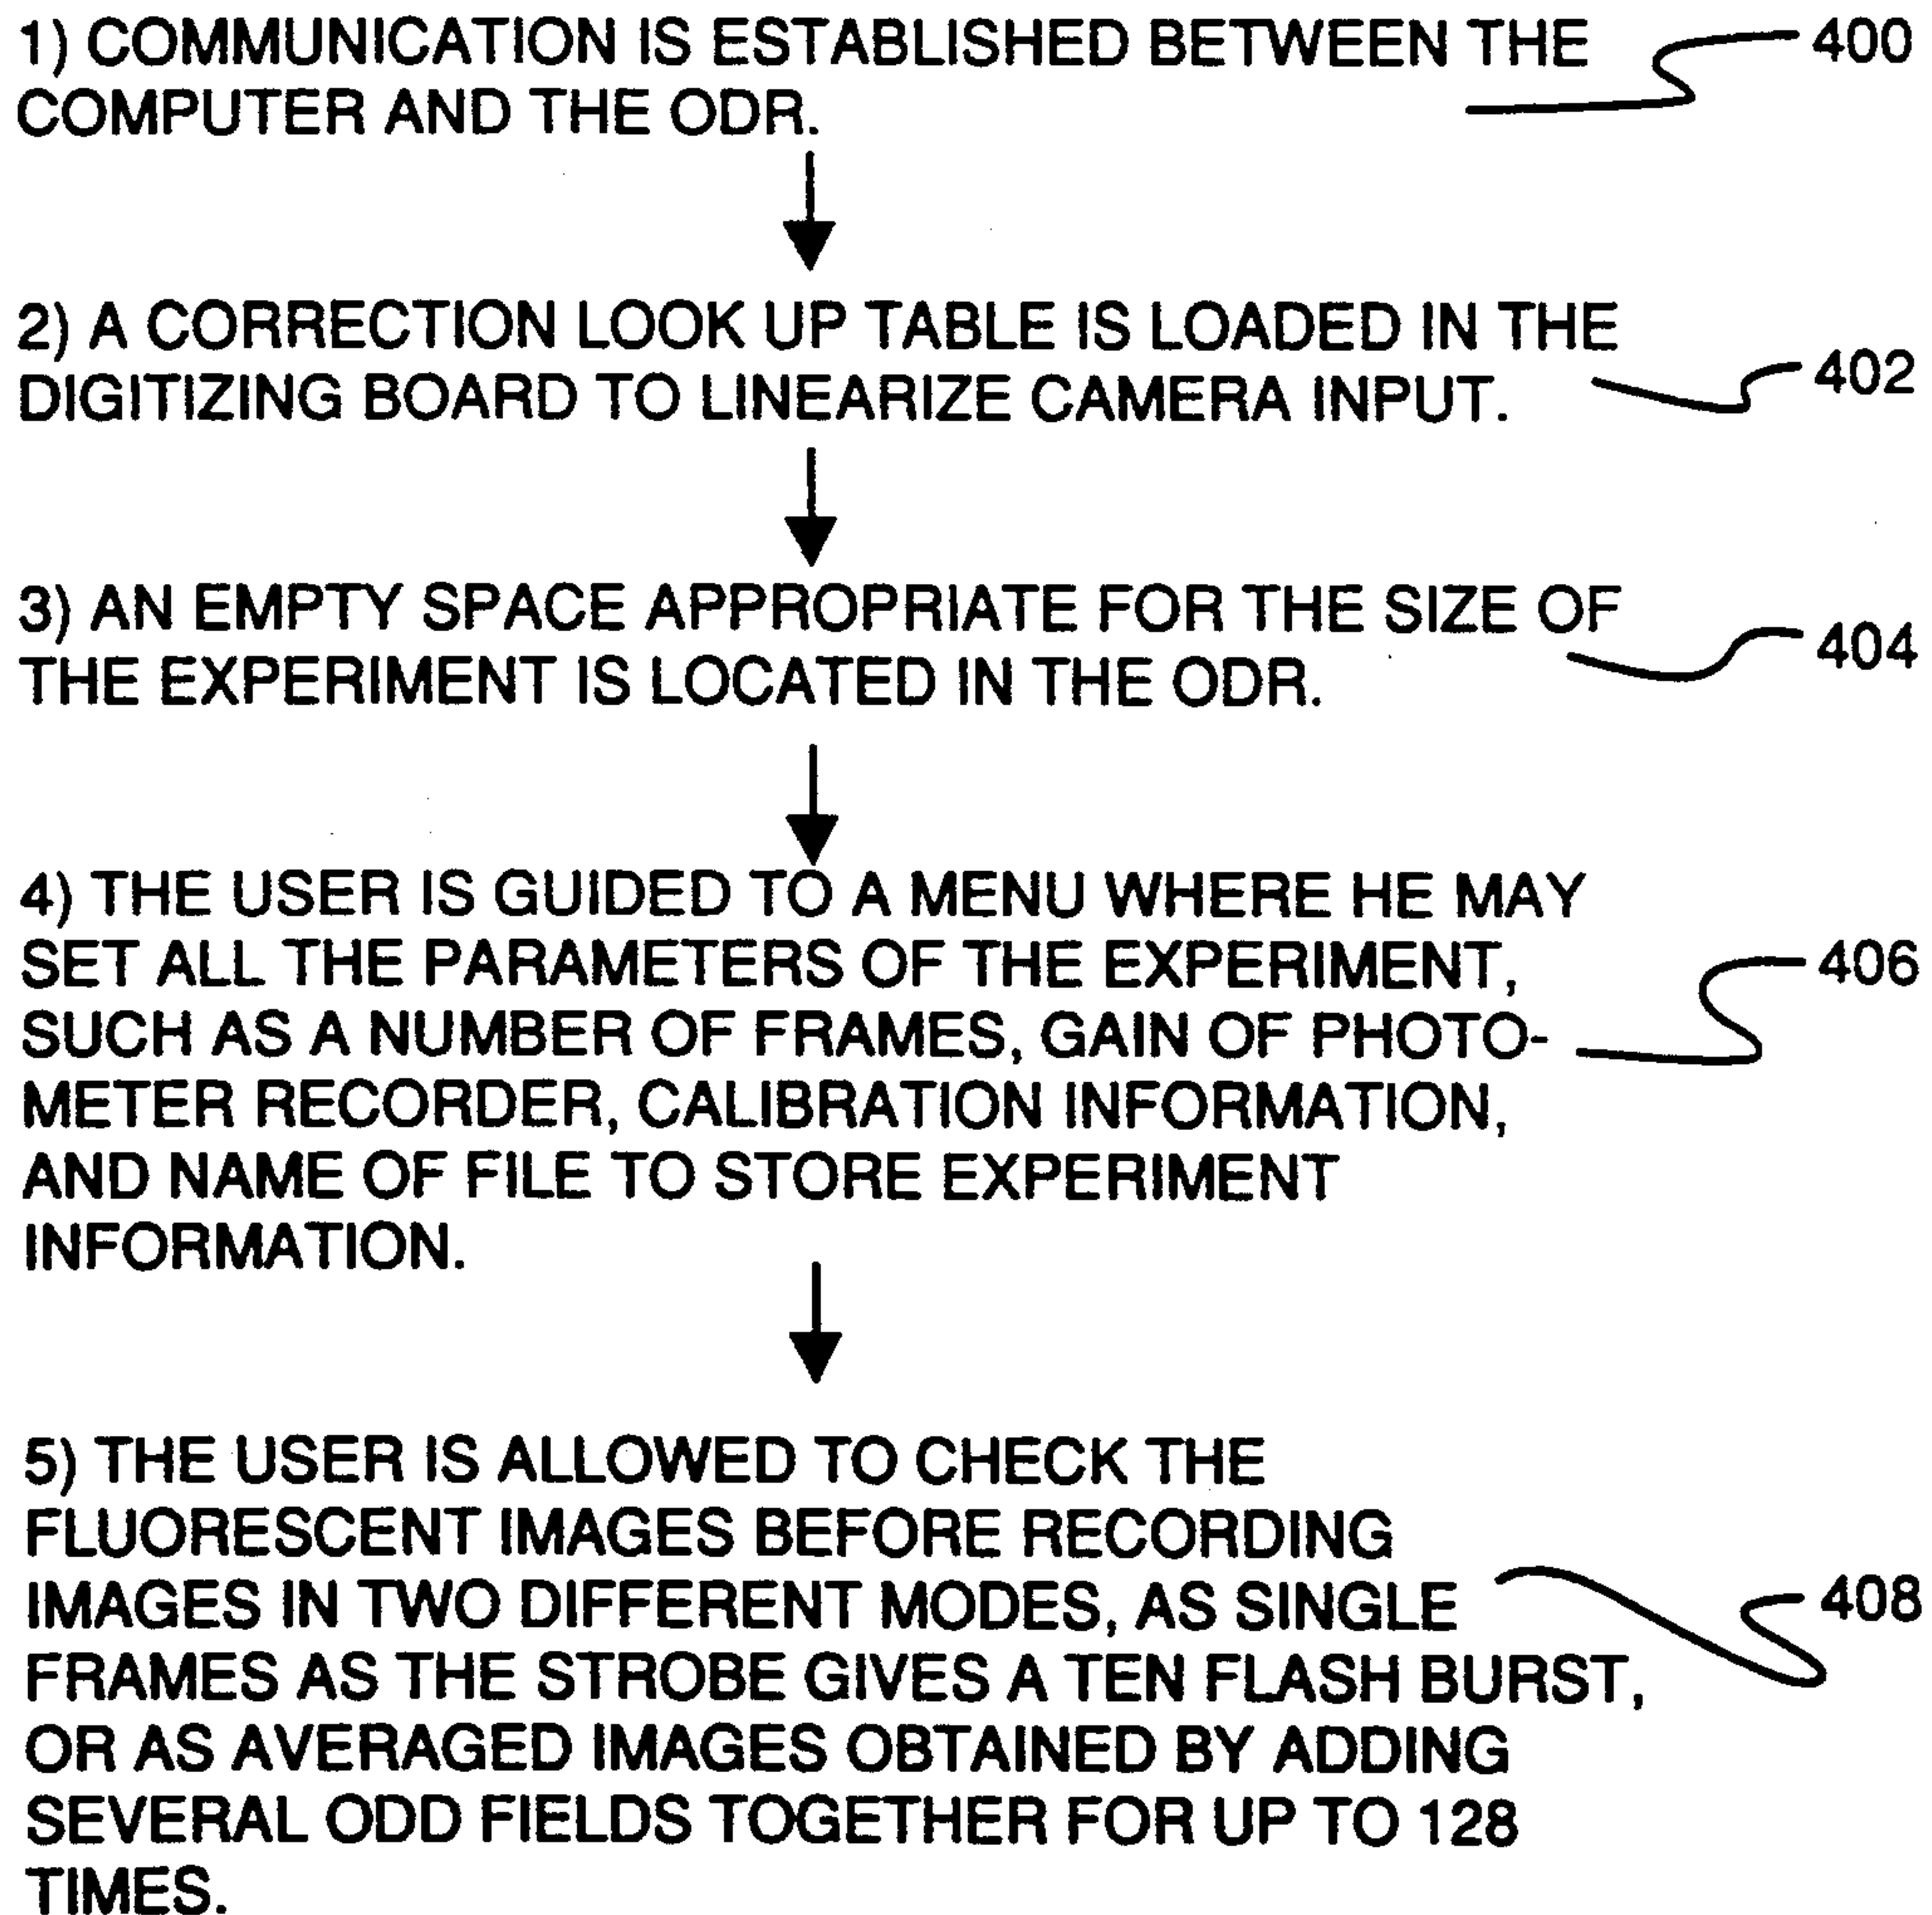 1) COMMUNICATION IS ESTABLISHED BETWEEN THE
COMPUTER AND THE ODR.
400
2) A CORRECTION LOOK UP TABLE IS LOADED IN THE
DIGITIZING BOARD TO LINEARIZE CAMERA INPUT.
402
3) AN EMPTY SPACE APPROPRIATE FOR THE SIZE OF
THE EXPERIMENT IS LOCATED IN THE ODR.
404
4) THE USER IS GUIDED TO A MENU WHERE HE MAY
SET ALL THE PARAMETERS OF THE EXPERIMENT,
SUCH AS A NUMBER OF FRAMES, GAIN OF PHOTO-
METER RECORDER, CALIBRATION INFORMATION,
AND NAME OF FILE TO STORE EXPERIMENT
INFORMATION.
406
5) THE USER IS ALLOWED TO CHECK THE
FLUORESCENT IMAGES BEFORE RECORDING
IMAGES IN TWO DIFFERENT MODES, AS SINGLE
FRAMES AS THE STROBE GIVES A TEN FLASH BURST,
OR AS AVERAGED IMAGES OBTAINED BY ADDING
SEVERAL ODD FIELDS TOGETHER FOR UP TO 128
TIMES.
408